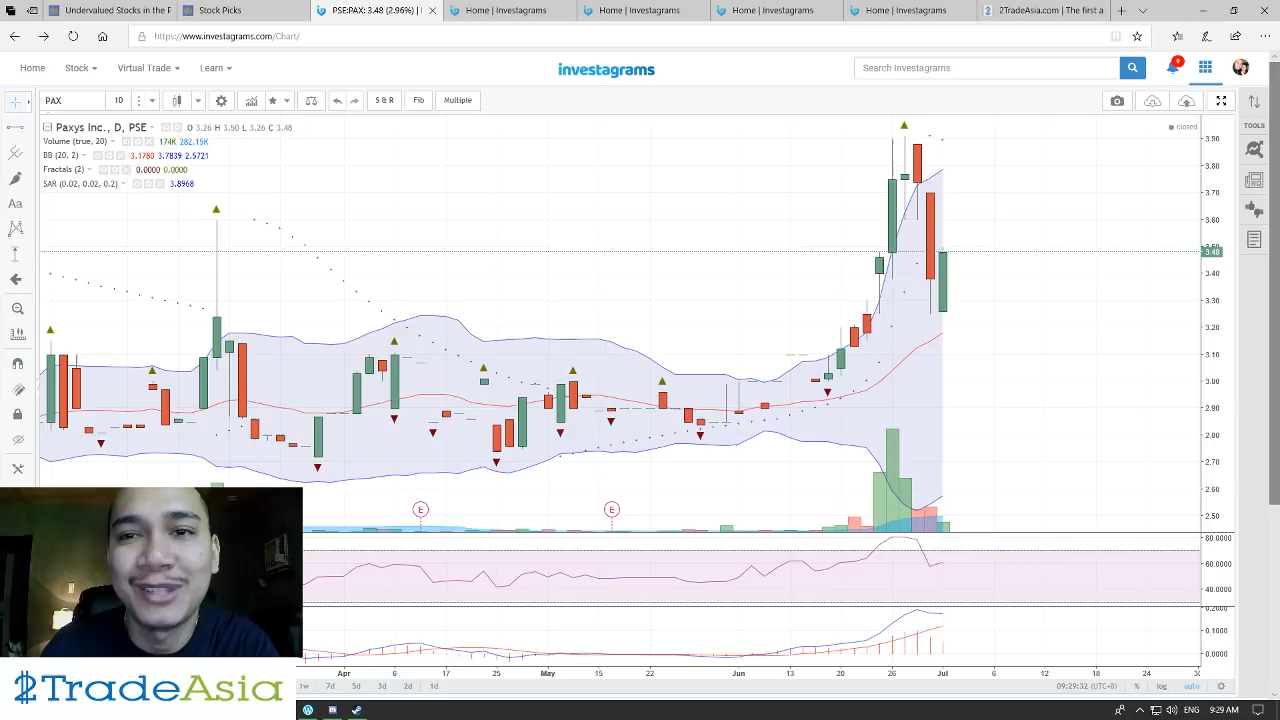 Undervalued Stocks in the P
Stock Picks
PSE:PAX: 3.48 (2.96%) |
Home | Investagrams
Home | Investagrams
Home | Investagrams
Home | Investagrams
2TradeAsia.com | The first a
https://www.investagrams.com/Chart/
Home
Stock
Virtual Trade
Learn
investagrams
Search Investagrams
PAX
1D
S & R
Fib
Multiple
Paxys Inc., D, PSE
O 3.26 H 3.50 L 3.26 C 3.48
closed
Volume (true, 20)
174K 282.15K
BB (20, 2)
3.1780 3.7839 2.5721
Fractals (2)
0.0000 0.0000
SAR (0.02, 0.02, 0.2)
3.8968
TOOLS
Aa
3.90
3.80
3.70
3.60
3.48
3.40
3.30
3.20
3.10
3.00
2.90
2.80
2.70
2.60
2.50
E
E
80.0000
60.0000
40.0000
0.2000
0.1000
0.0000
Apr
6
16
25
May
8
15
22
Jun
6
13
20
26
Jul
6
12
18
24
30
1w
7d
5d
3d
2d
1d
09:29:32 (UTC+8)
%
log
auto
2TradeAsia
ENG
9:29 AM